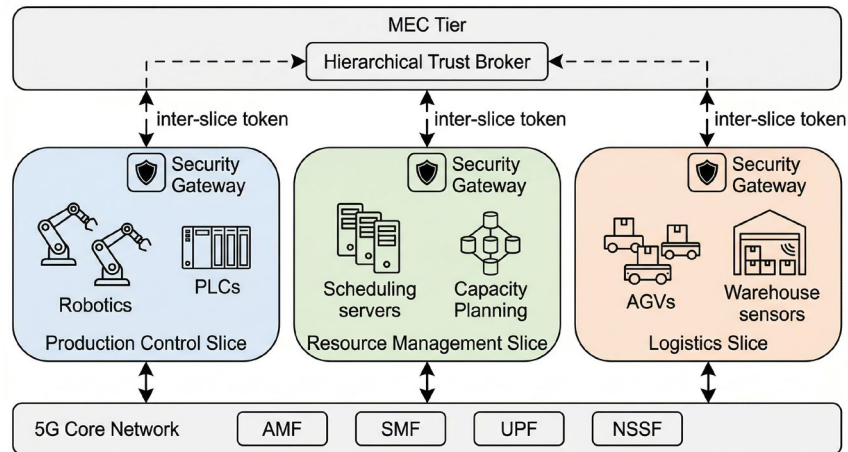 MEC Tier
Hierarchical Trust Broker
inter-slice token
inter-slice token
inter-slice token
Security
Gateway
Robotics
PLCs
Production Control Slice
Security
Gateway
Scheduling
servers
Capacity
Planning
Resource Management Slice
Security
Gateway
AGVs
Warehouse
sensors
Logistics Slice
5G Core Network
AMF
SMF
UPF
NSSF